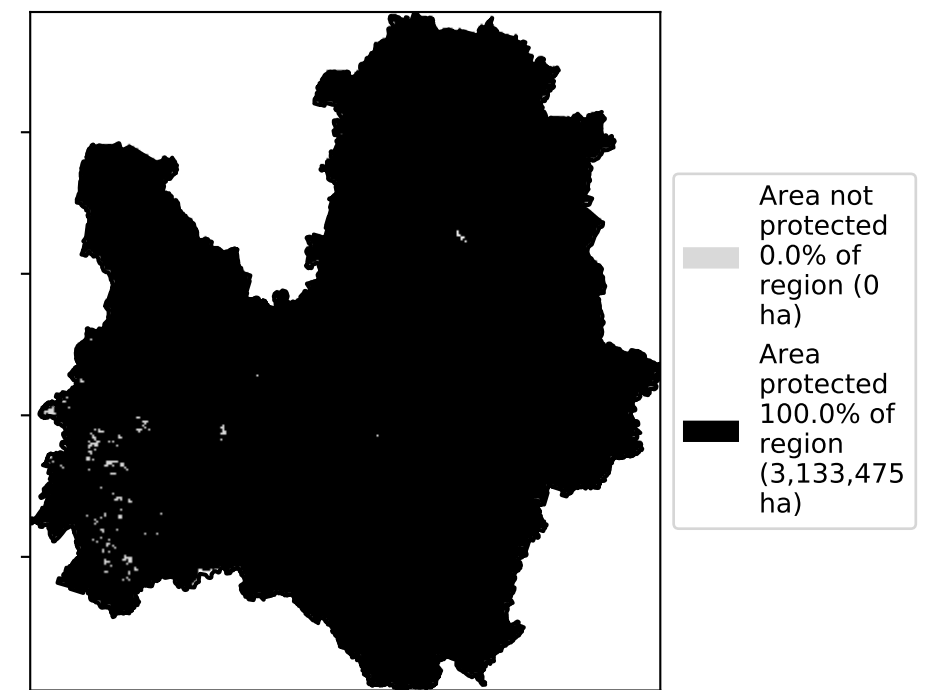 Area not
protected
0.0% of
region (0
ha)
Area
protected
100.0% of
region
(3,133,475
ha)